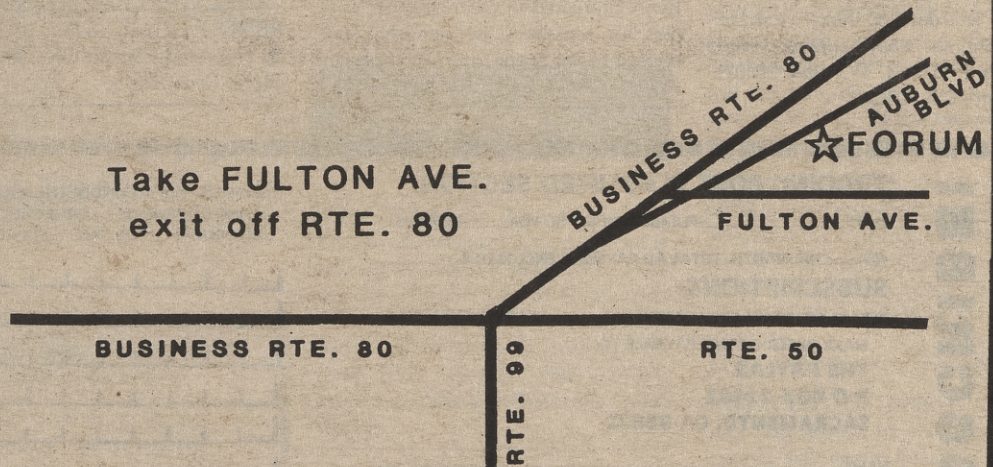 BUSINESS RTE. 80
AUBURN
BLVD
☆FORUM
Take FULTON AVE.
exit off RTE. 80
FULTON AVE.
BUSINESS RTE. 80
RTE. 50
RTE. 99